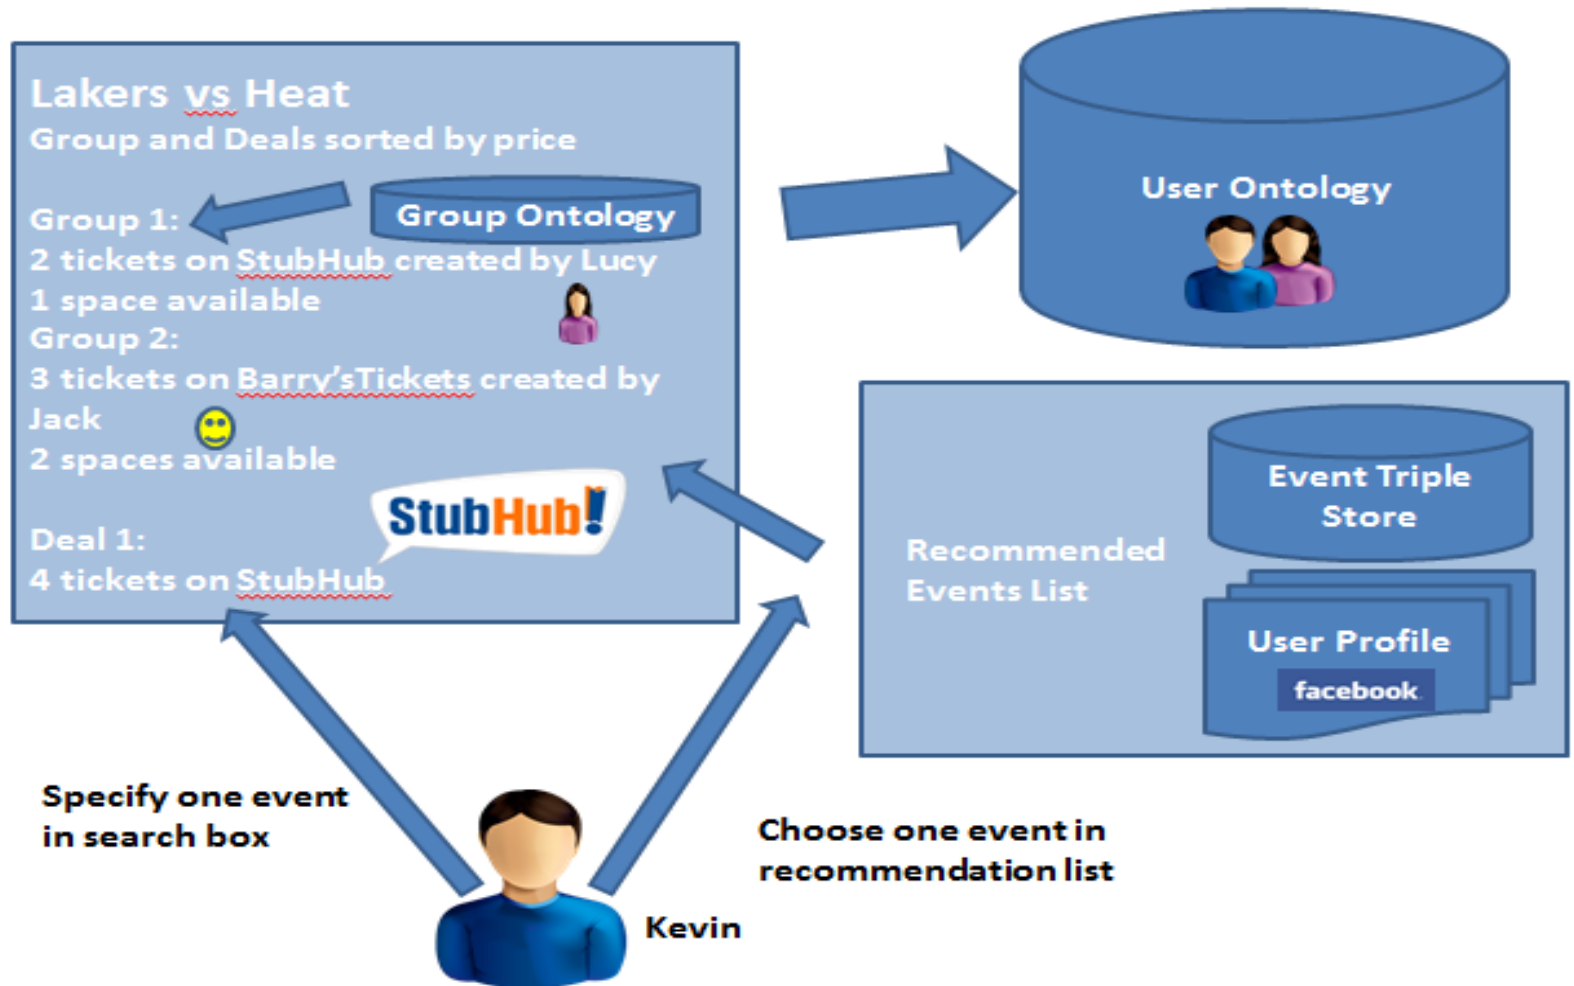 Lakers vs Heat
Group and Deals sorted by price
Group Ontology
Group 1:
2 tickets on StubHub created by Lucy
1 space available
Group 2:
3 tickets on Barry'sTickets created by
Jack
2 spaces available
StubHub!
Deal 1:
4 tickets on StubHub
User Ontology
Recommended
Events List
Event Triple
Store
User Profile
facebook.
Specify one event
in search box
Choose one event in
recommendation list
Kevin